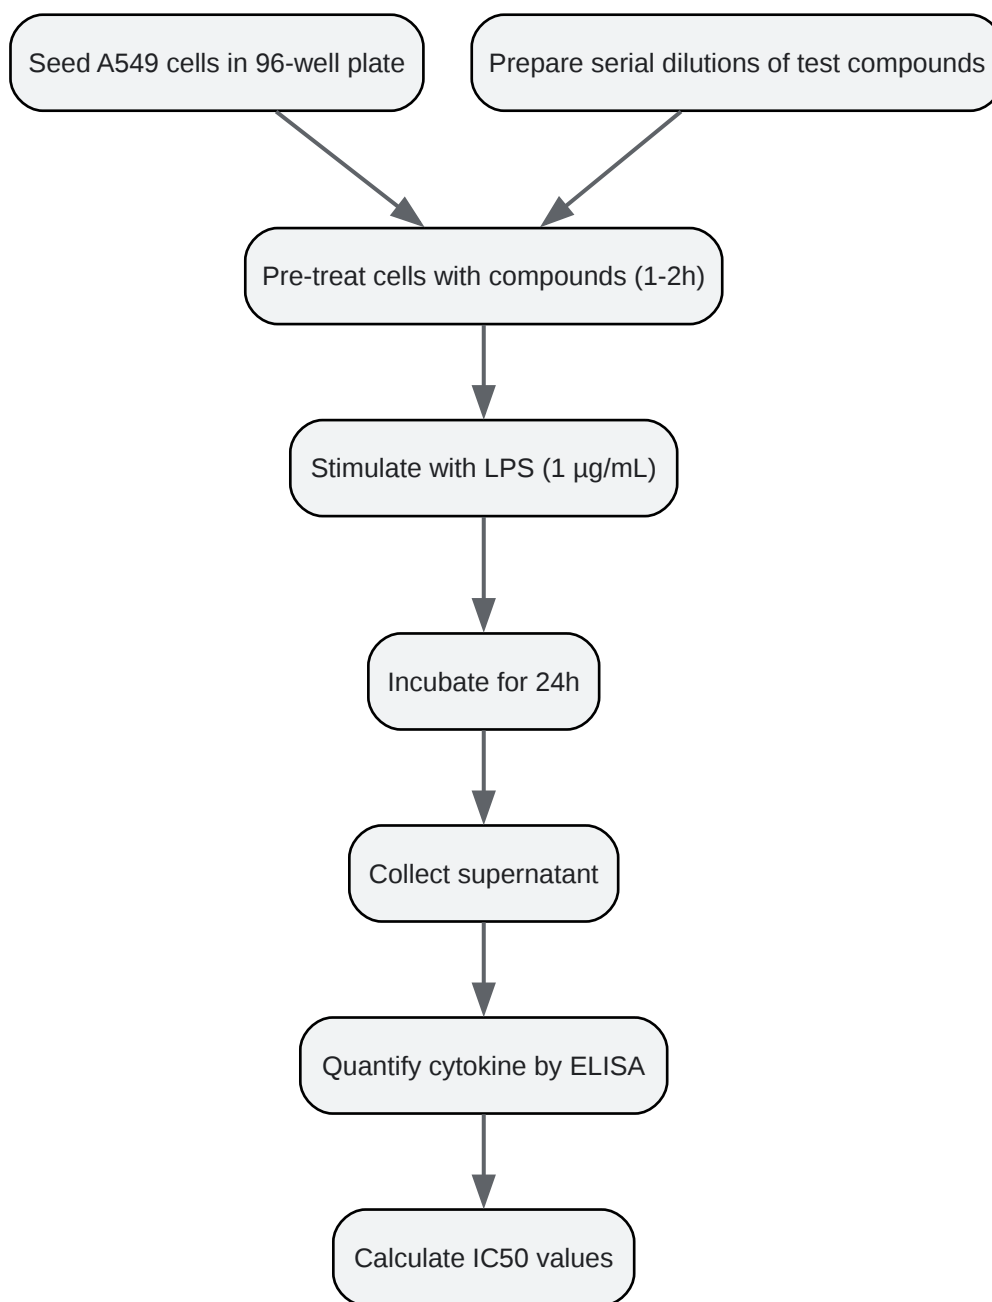 Seed A549 cells in 96-well plate
Prepare serial dilutions of test compounds
Pre-treat cells with compounds (1-2h)
Stimulate with LPS (1 µg/mL)
Incubate for 24h
Collect supernatant
Quantify cytokine by ELISA
Calculate IC50 values